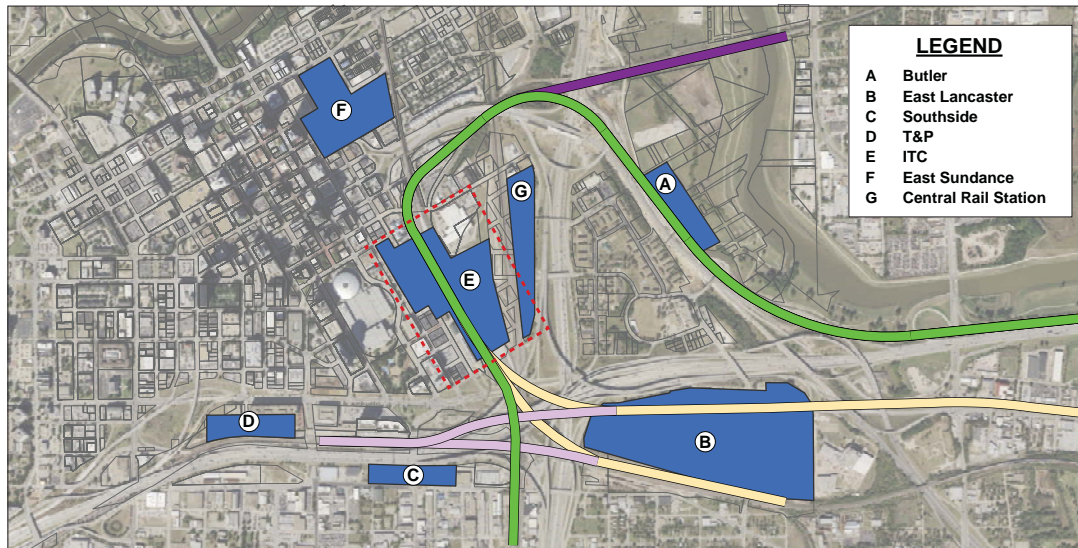 LEGEND
A Butler
B East Lancaster
C Southside
D T&P
E ITC
F East Sundance
G Central Rail Station
F
A
G
E
D
B
C